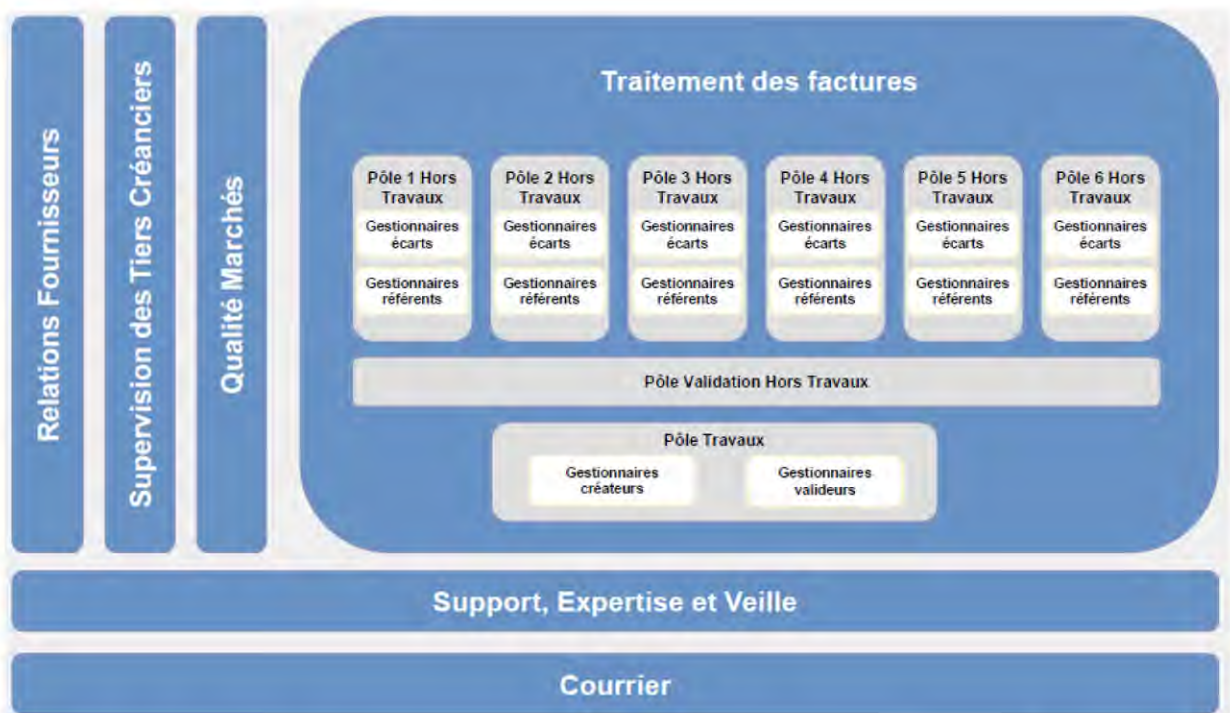 Relations Fournisseurs
Supervision des Tiers Créanciers
Qualité Marchés
Traitement des factures
Pôle 1 Hors
Travaux
Gestionnaires
écarts
Gestionnaires
référents
Pôle 2 Hors
Travaux
Gestionnaires
écarts
Gestionnaires
référents
Pôle 3 Hors
Travaux
Gestionnaires
écarts
Gestionnaires
référents
Pôle 4 Hors
Travaux
Gestionnaires
écarts
Gestionnaires
référents
Pôle 5 Hors
Travaux
Gestionnaires
écarts
Gestionnaires
référents
Pôle 6 Hors
Travaux
Gestionnaires
écarts
Gestionnaires
référents
Pôle Validation Hors Travaux
Pôle Travaux
Gestionnaires
créateurs
Gestionnaires
valideurs
Support, Expertise et Veille
Courrier